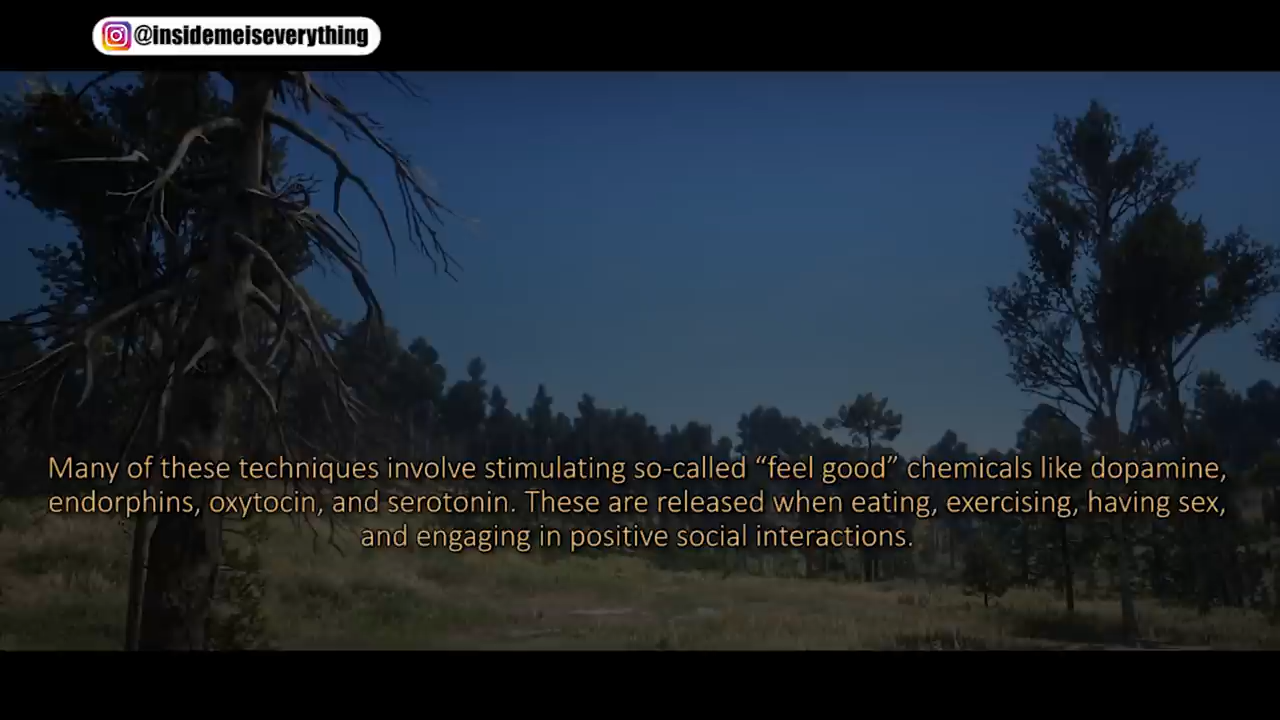 @insidemeiseverything
Many of these techniques involve stimulating so-called “feel good” chemicals like dopamine,
endorphins, oxytocin, and serotonin. These are released when eating, exercising, having sex,
and engaging in positive social interactions.